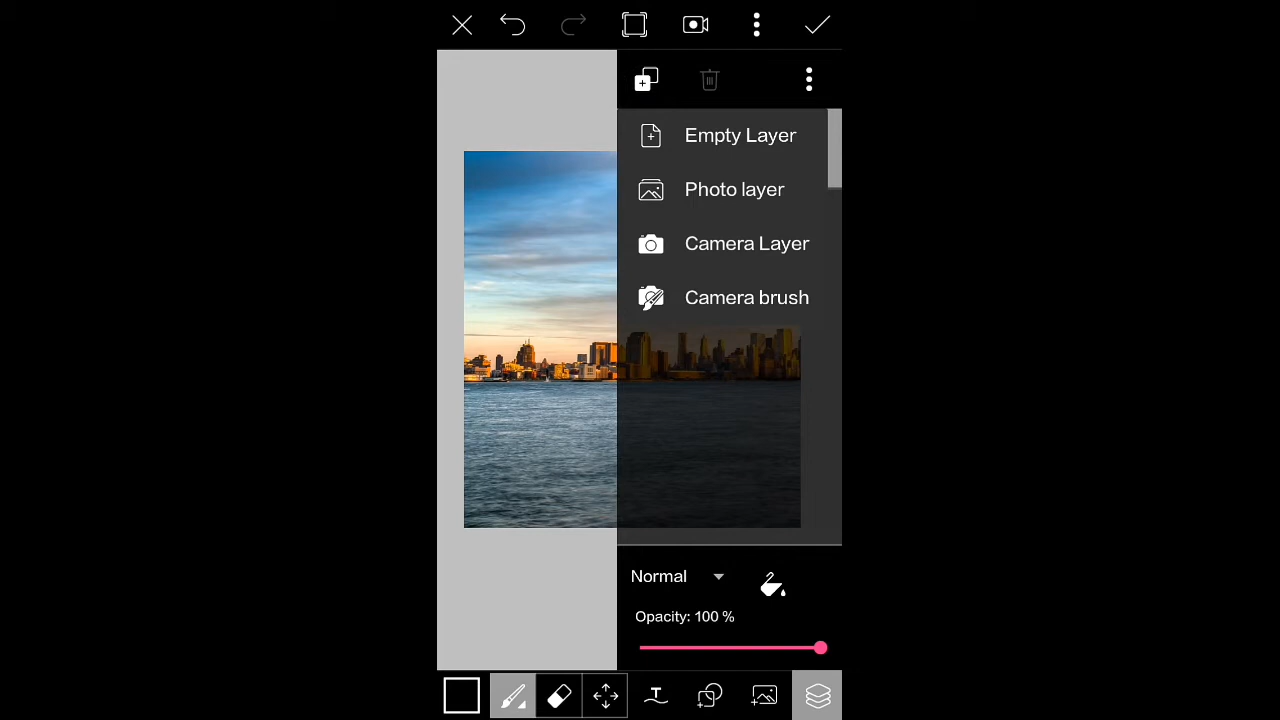 Empty Layer
Photo layer
Camera Layer
Camera brush
Normal
Opacity: 100 %